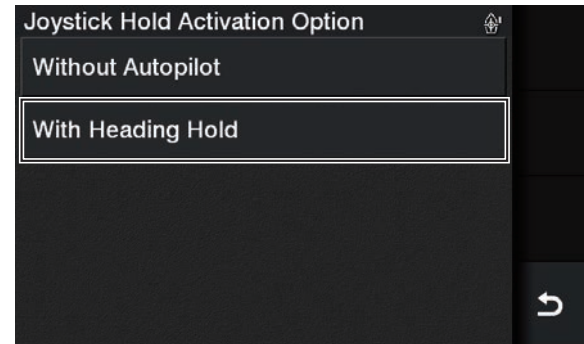 Joystick Hold Activation Option
Without Autopilot
With Heading Hold